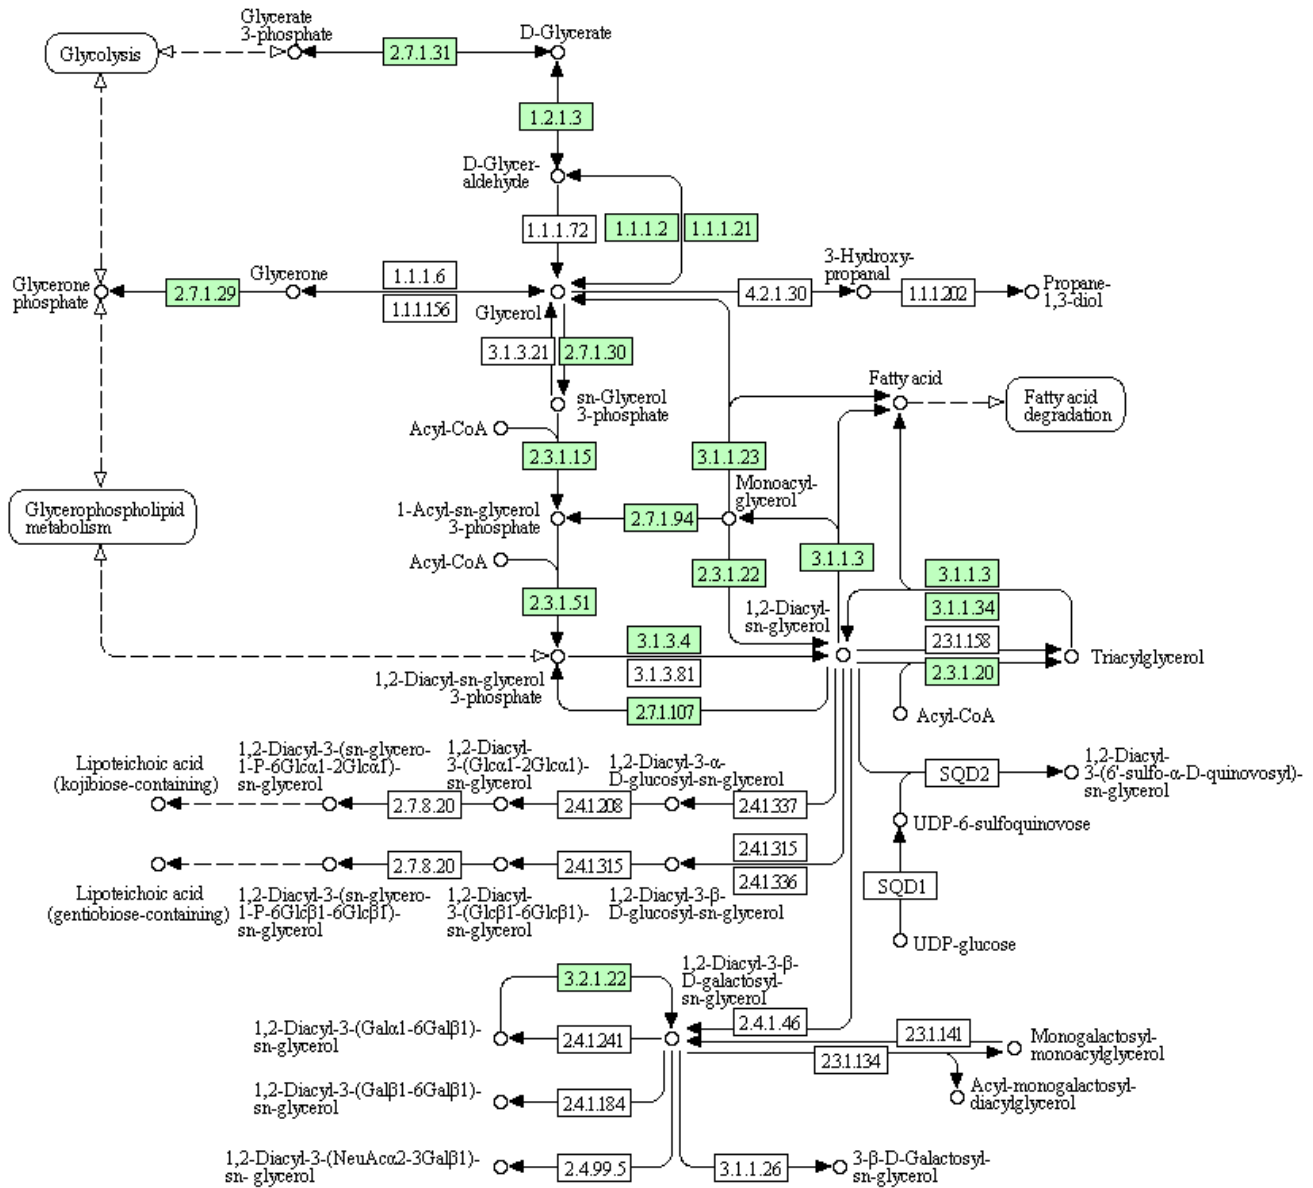 Glycerate
3-phosphate
D-Glycerate
Glycolysis
2.7.1.31
1.2.1.3
D-Glycer-
aldehyde
1.1.1.72
1.1.1.2
1.1.1.21
Glycerone
phosphate
2.7.1.29
Glycerone
1.1.1.6
1.1.1.156
Glycerol
4.2.1.30
3-Hydroxy-
propanal
1.1.1.202
Propane-
1,3-diol
3.1.3.21
2.7.1.30
sn-Glycerol
3-phosphate
Fatty acid
Fatty acid
degradation
Acyl-CoA
2.3.1.15
3.1.1.23
Monoacyl-
glycerol
Glycerophospholipid
metabolism
1-Acyl-sn-glycerol
3-phosphate
2.7.1.94
Acyl-CoA
2.3.1.22
3.1.1.3
3.1.1.3
3.1.1.34
2.3.1.51
1,2-Diacyl-
sn-glycerol
3.1.3.4
3.1.3.81
2.3.1.158
2.3.1.20
Triacylglycerol
1,2-Diacyl-sn-glycerol
3-phosphate
2.7.1.107
Acyl-CoA
Lipoteichoic acid
(kojibiose-containing)
1,2-Diacyl-3-(sn-glycero-
1-P-6Glcα1-2Glcα1)-
sn-glycerol
1,2-Diacyl-
3-(Glcα1-2Glcα1)-
sn-glycerol
1,2-Diacyl-3-α-
D-glucosyl-sn-glycerol
2.7.8.20
2.4.1.208
2.4.1.337
SQD2
1,2-Diacyl-
3-(6'-sulfo-α-D-quinovosyl)-
sn-glycerol
UDP-6-sulfoquinovose
2.7.8.20
2.4.1.315
2.4.1.315
2.4.1.336
Lipoteichoic acid
(gentiobiose-containing)
1,2-Diacyl-3-(sn-glycero-
1-P-6Glcβ1-6Glcβ1)-
sn-glycerol
1,2-Diacyl-
3-(Glcβ1-6Glcβ1)-
sn-glycerol
1,2-Diacyl-3-β-
D-glucosyl-sn-glycerol
SQD1
UDP-glucose
3.2.1.22
1,2-Diacyl-3-β-
D-galactosyl-
sn-glycerol
2.4.1.46
1,2-Diacyl-3-(Galα1-6Galβ1)-
sn-glycerol
2.4.1.241
2.3.1.141
2.3.1.134
Monogalactosyl-
monoacylglycerol
1,2-Diacyl-3-(Galβ1-6Galβ1)-
sn-glycerol
2.4.1.184
Acyl-monogalactosyl-
diacylglycerol
1,2-Diacyl-3-(NeuAcα2-3Galβ1)-
sn- glycerol
2.4.99.5
3.1.1.26
3-β-D-Galactosyl-
sn-glycerol